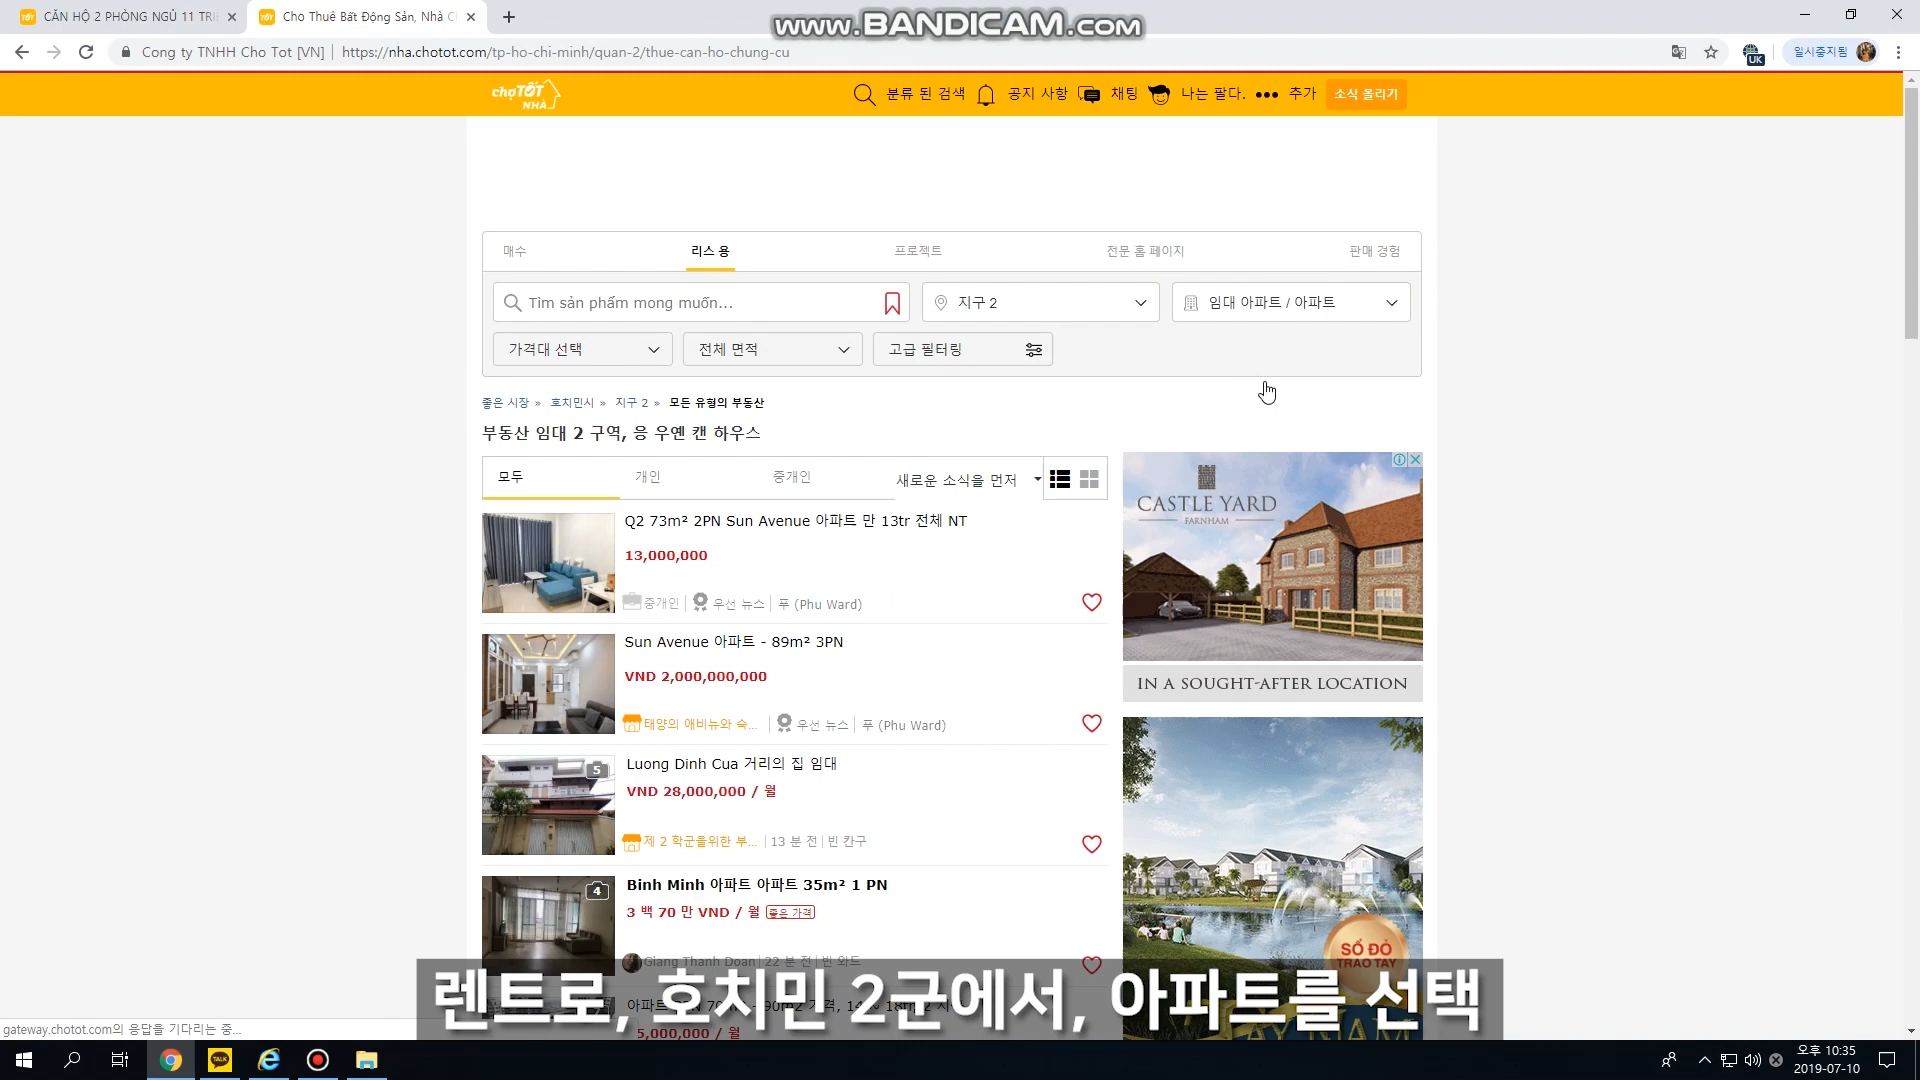 CĂN HỘ 2 PHÒNG NGỦ 11 TRI
Cho Thuê Bất Động Sản, Nhà C
www.BANDICAM.com
Công ty TNHH Cho Tot [VN]
https://nha.chotot.com/tp-ho-chi-minh/quan-2/thue-can-ho-chung-cu
UK
일시중지됨
chợTỐT
NHÀ
분류 된 검색
공지 사항
채팅
나는 팔다.
추가
소식 올리기
매수
리스 용
프로젝트
전문 홈 페이지
판매 경험
Tìm sản phẩm mong muốn...
지구 2
임대 아파트 / 아파트
가격대 선택
전체 면적
고급 필터링
좋은 시장 » 호치민시 » 지구 2 » 모든 유형의 부동산
부동산 임대 2 구역, 응 우옌 캔 하우스
모두
개인
중개인
새로운 소식을 먼저
Q2 73m² 2PN Sun Avenue 아파트 만 13tr 전체 NT
13,000,000
중개인
우선 뉴스
푸 (Phu Ward)
Sun Avenue 아파트 - 89m² 3PN
VND 2,000,000,000
태양의 애비뉴와 숙...
우선 뉴스
푸 (Phu Ward)
5
Luong Dinh Cua 거리의 집 임대
VND 28,000,000 / 월
제 2 학군을위한 부...
13 분 전
빈 칸구
4
Binh Minh 아파트 아파트 35m² 1 PN
3 백 70 만 VND / 월
좋은 가격
Giang Thanh Doan
22 분 전
빈 와드
5,000,000 / 월
CASTLE YARD
FARNHAM
IN A SOUGHT-AFTER LOCATION
SỔ ĐỎ
TRAO TAY
렌트로, 호치민 2군에서, 아파트를 선택
gateway.chotot.com의 응답을 기다리는 중...
TALK
오후 10:35
2019-07-10